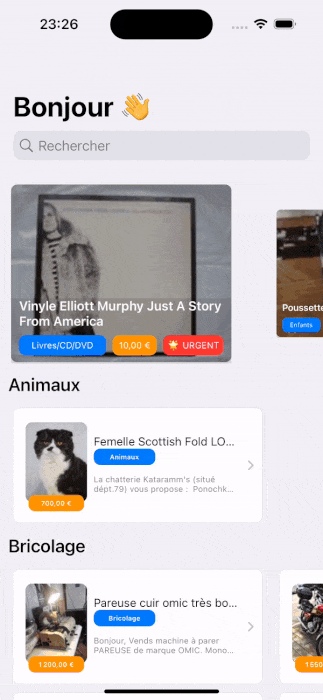 23:26
Bonjour 👋
Rechercher
Vinyle Elliott Murphy Just A Story
From America
Livres/CD/DVD
10,00 €
URGENT
Poussette
Enfants
Animaux
Femelle Scottish Fold LO...
Animaux
La chatterie Kataramm's (situé
dépt.79) vous propose : Ponochk...
700,00 €
Bricolage
Pareuse cuir omic très bo...
Bricolage
Bonjour, Vends machine à parer
PAREUSE de marque OMIC. Mono...
1 200,00 €
1 650